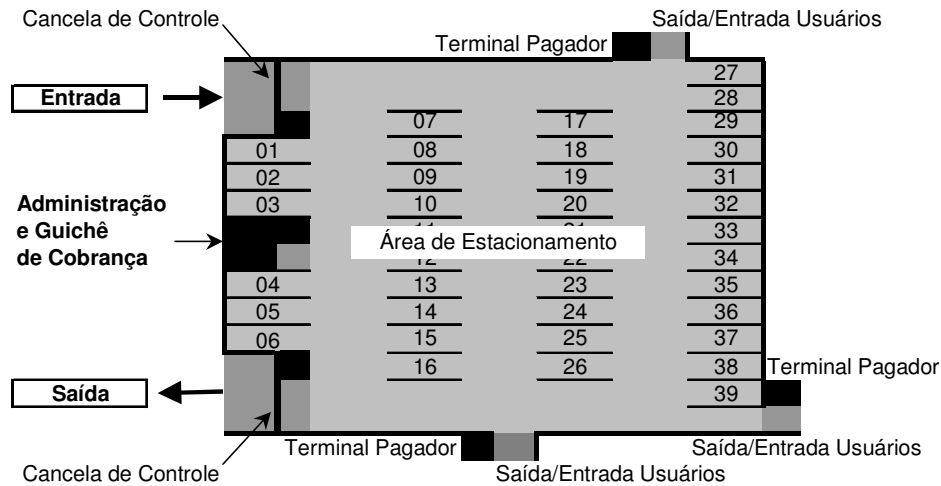 Cancela de Controle
Saída/Entrada Usuários
Terminal Pagador
Entrada
27
28
07 17 29
01 08 18 30
02 09 19 31
03 10 20 32
Administração
e Guichê
de Cobrança
33
Área de Estacionamento
12 22 34
04 13 23 35
05 14 24 36
06 15 25 37
16 26 38
Terminal Pagador
Saída
39
Terminal Pagador
Saída/Entrada Usuários
Cancela de Controle
Saída/Entrada Usuários